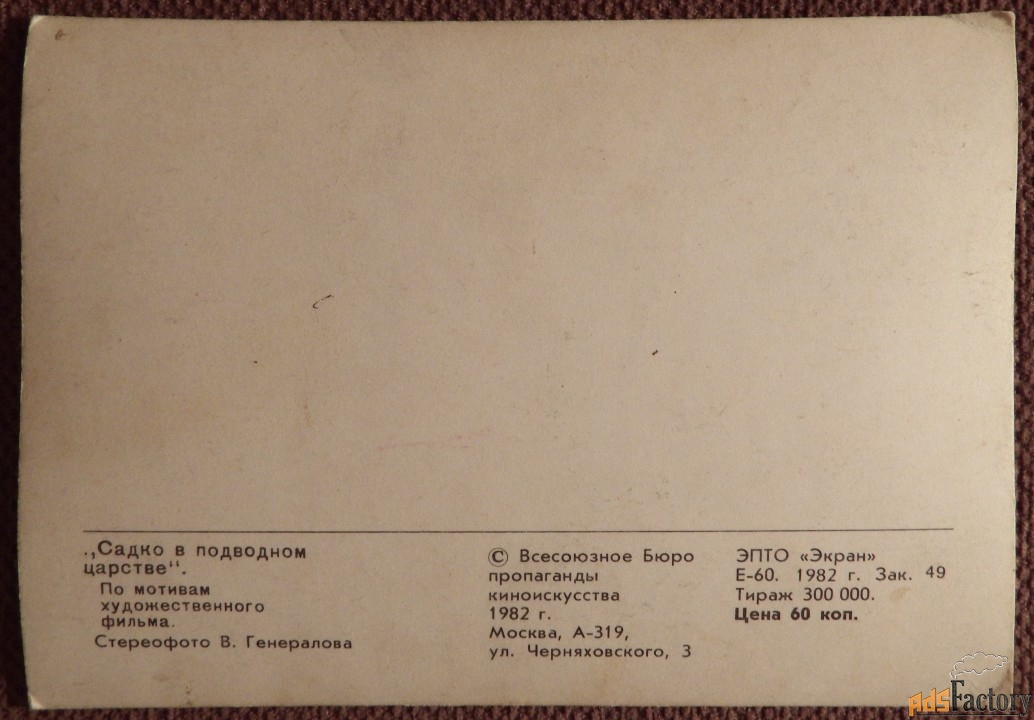 „Садко в подводном
царстве“.
По мотивам
художественного
фильма.
Стереофото В. Генералова
© Всесоюзное Бюро
пропаганды
киноискусства
1982 г.
Москва, А-319,
ул. Черняховского, 3
ЭПТО «Экран»
Е-60. 1982 г. Зак. 49
Тираж 300 000.
Цена 60 коп.
AdsFactory